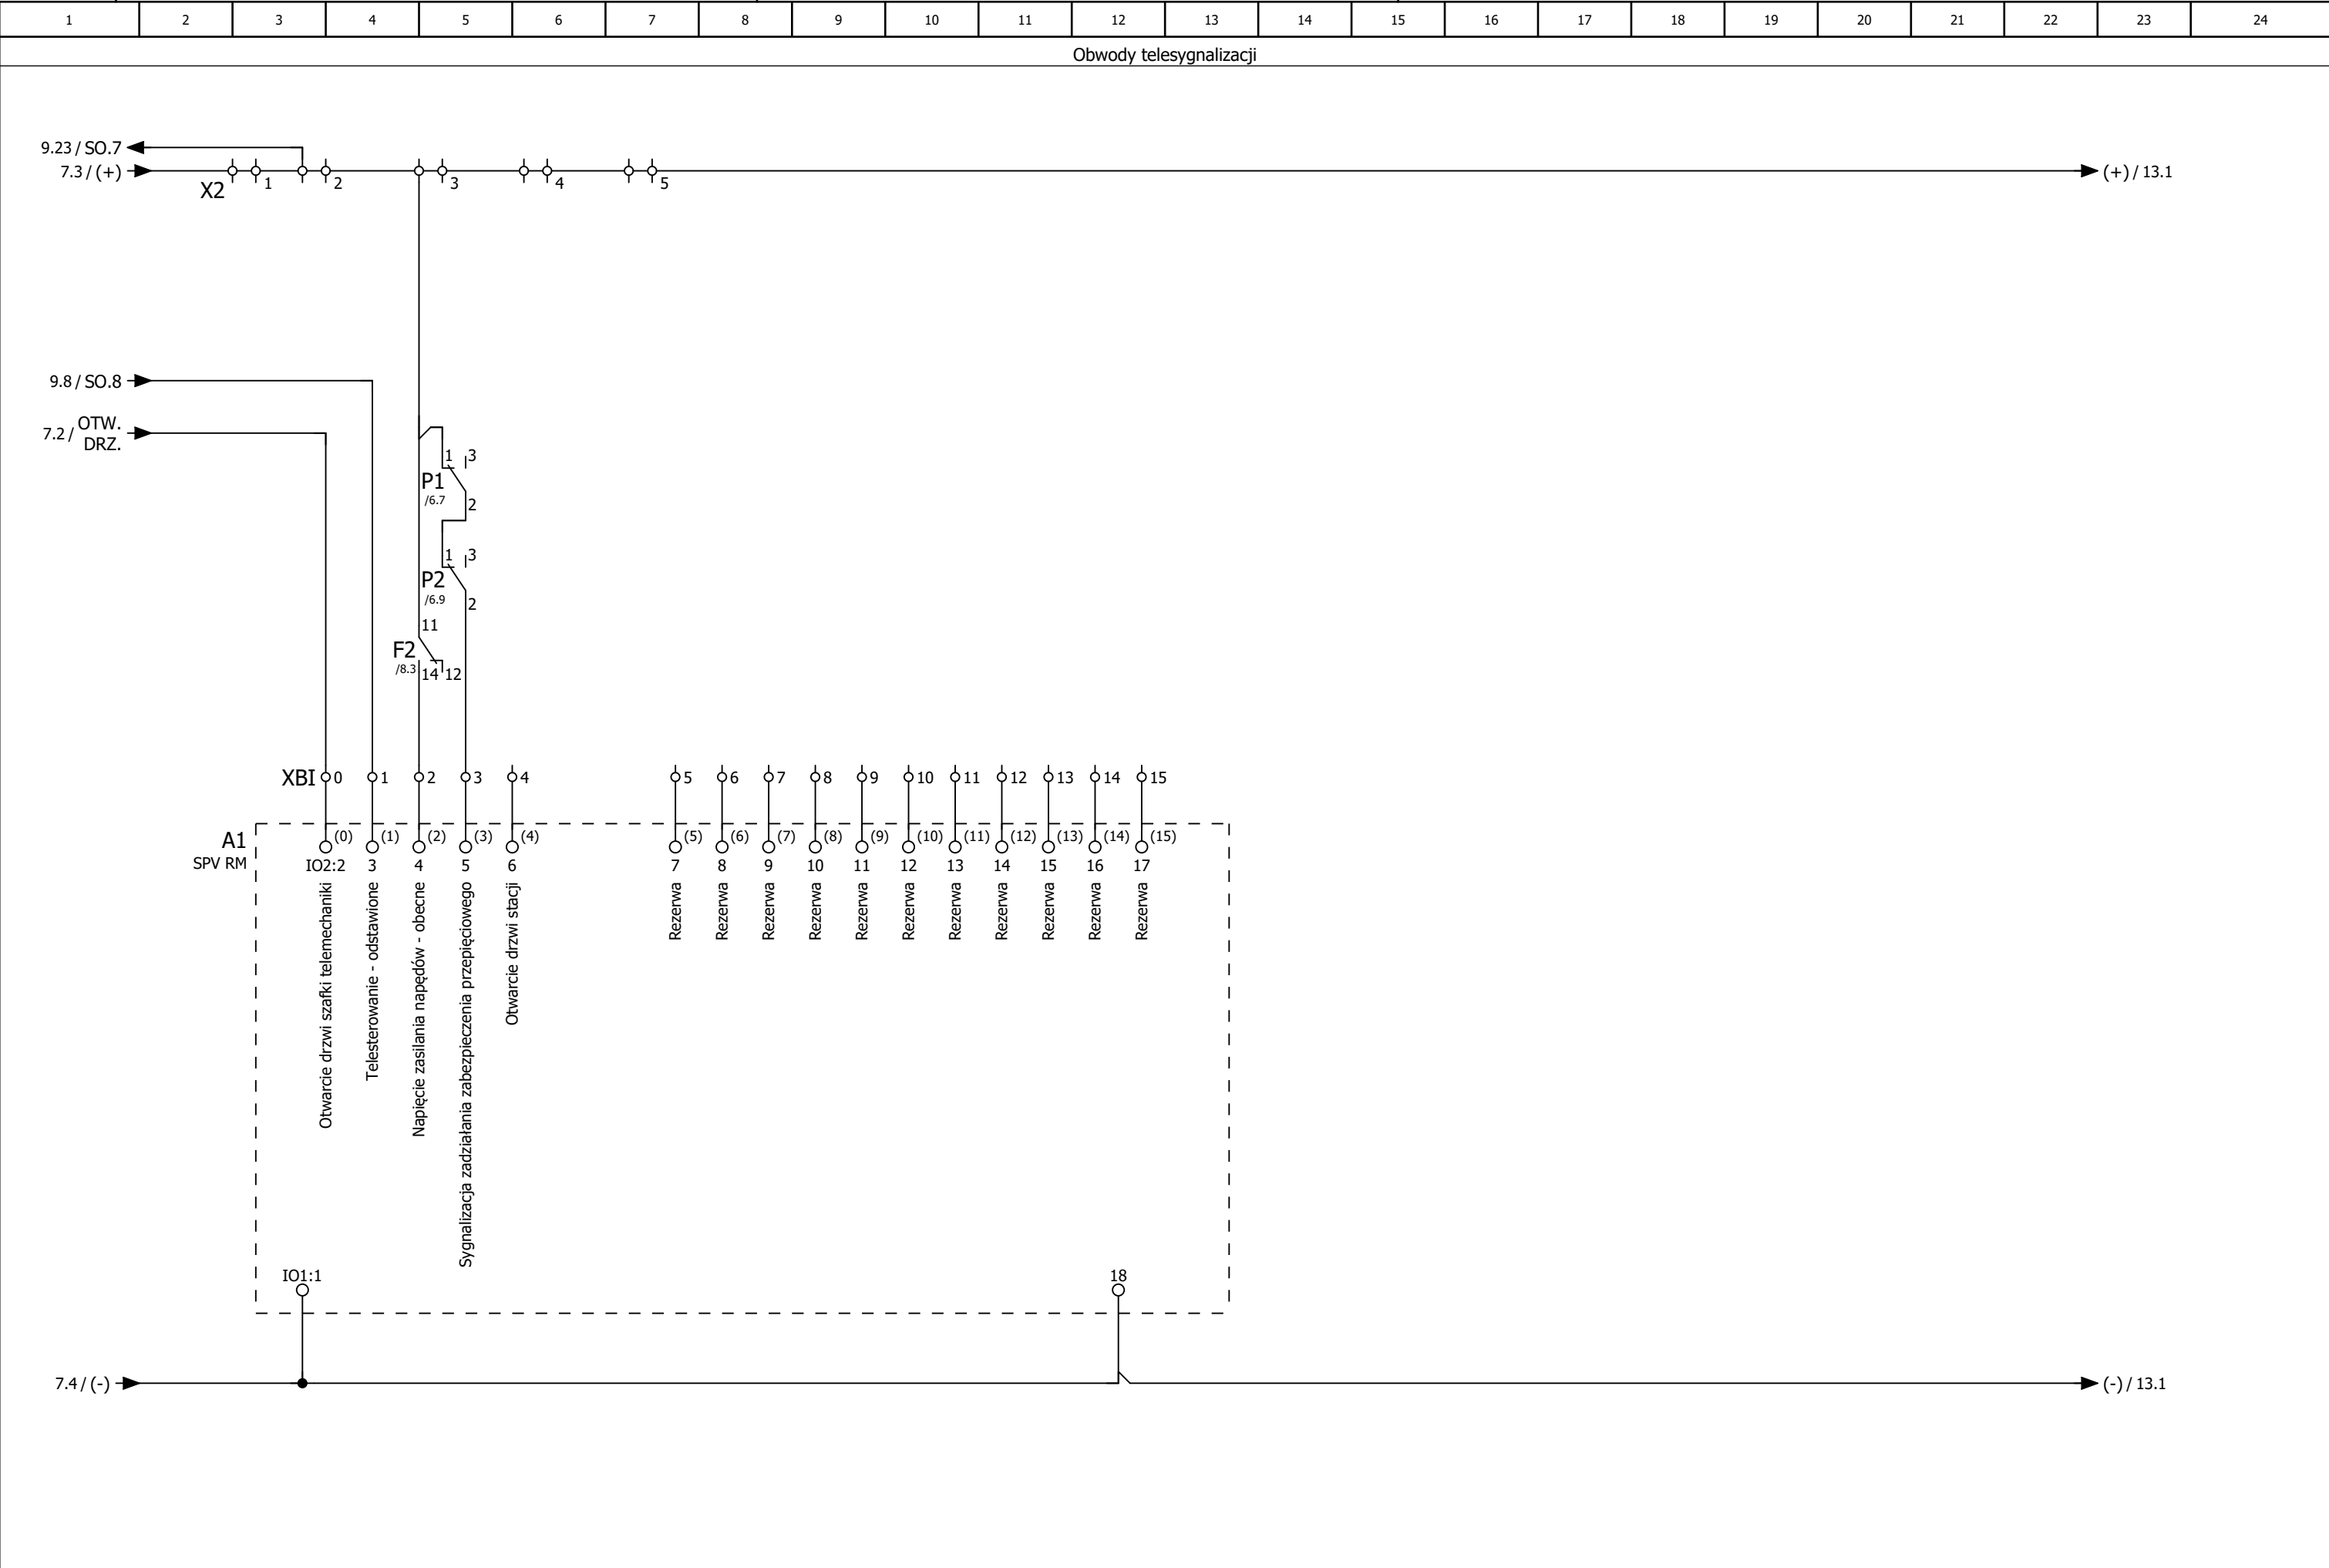 1 2 3 4 5 6 7 8 9 10 11 12 13 14 15 16 17 18 19 20 21 22 23 24
Obwody telesygnalizacji
9.23 / SO.7
7.3 / (+)
X2
1
2
3
4
5
(+) / 13.1
9.8 / SO.8
7.2 / OTW.
DRZ.
1 3
P1
/6.7
2
1 3
P2
/6.9
2
11
F2
/8.3
14 12
XBI 0 1 2 3 4 5 6 7 8 9 10 11 12 13 14 15
A1
SPV RM
(0) (1) (2) (3) (4) (5) (6) (7) (8) (9) (10) (11) (12) (13) (14) (15)
IO2:2 3 4 5 6 7 8 9 10 11 12 13 14 15 16 17
Otwarcie drzwi szafki telemechaniki
Telesterowanie - odstawione
Napięcie zasilania napędów - obecne
Sygnalizacja zadziałania zabezpieczenia przepięciowego
Otwarcie drzwi stacji
Rezerwa
Rezerwa
Rezerwa
Rezerwa
Rezerwa
Rezerwa
Rezerwa
Rezerwa
Rezerwa
Rezerwa
Rezerwa
IO1:1
18
7.4 / (-)
(-) / 13.1